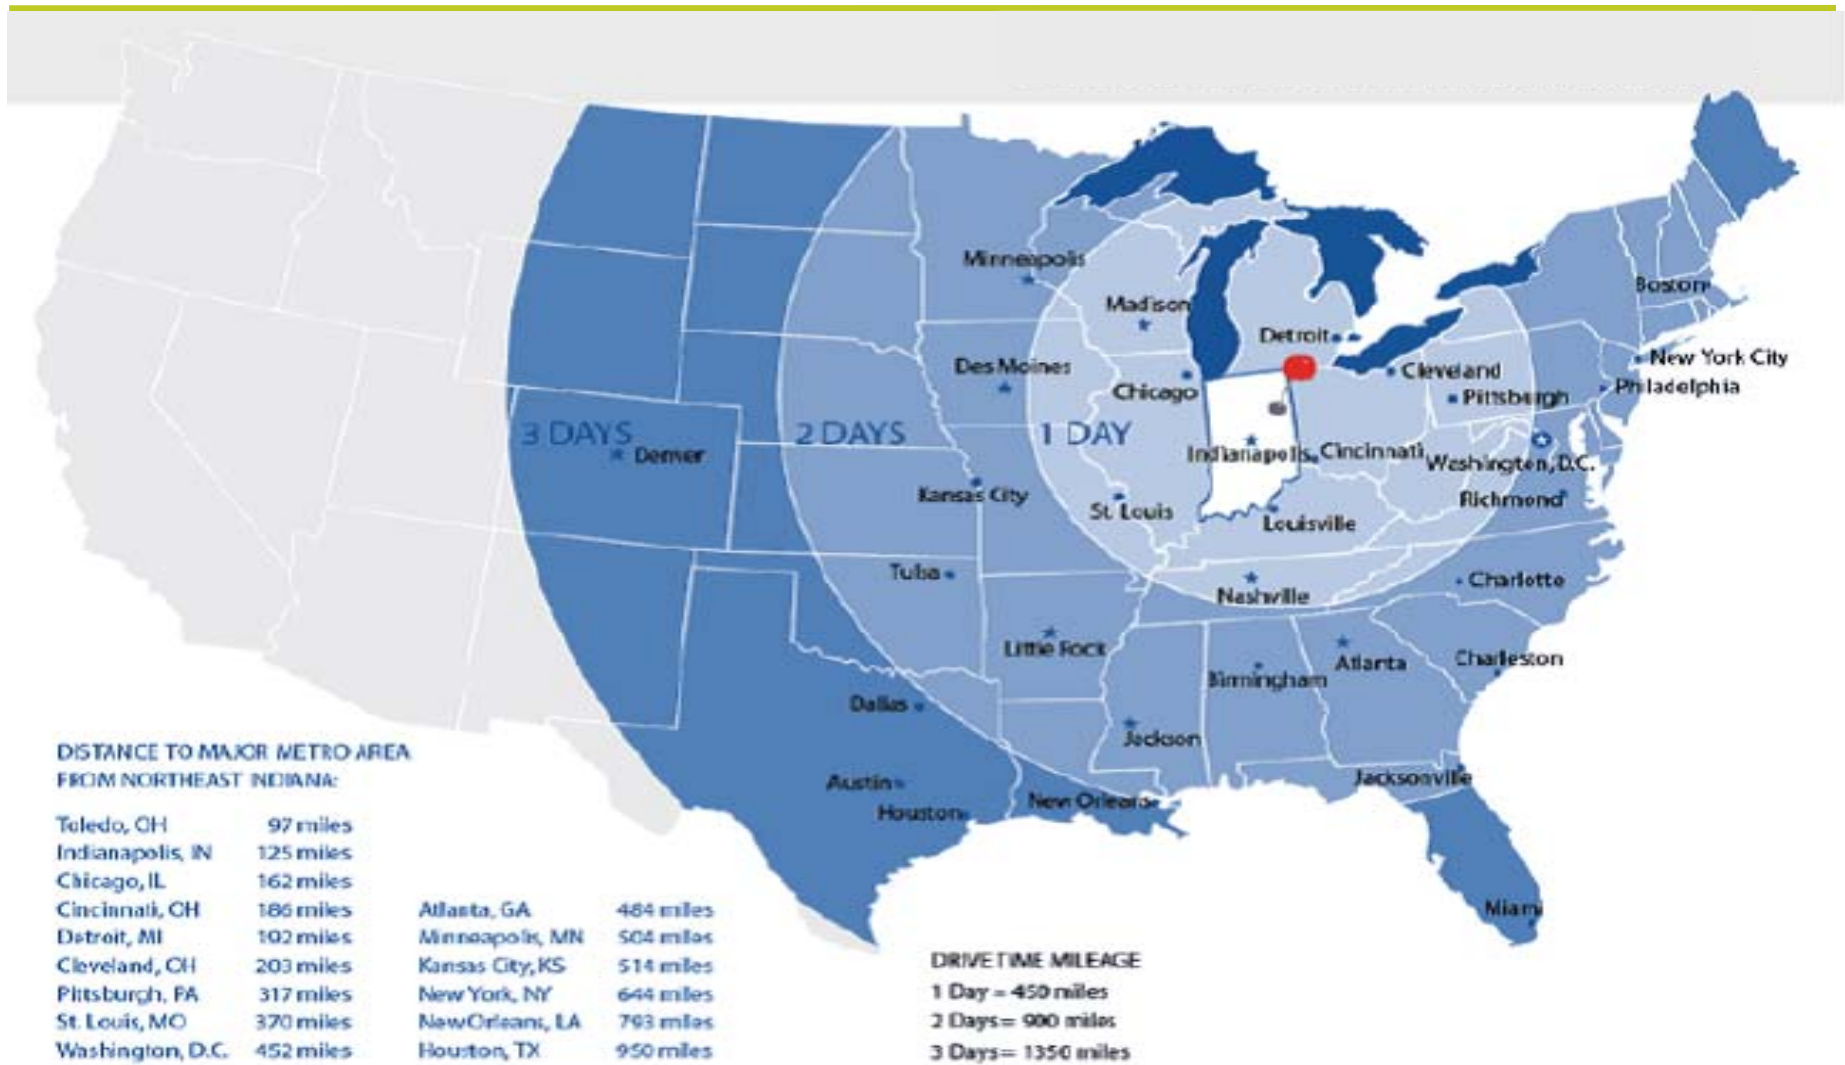 Minneapolis
Madison
Boston
Detroit
New York City
Des Moines
Cleveland
Chicago
Philadelphia
Pittsburgh
3 DAYS
2 DAYS
1 DAY
Denver
Indianapolis
Cincinnati
Washington, D.C.
Kansas City
Richmond
St. Louis
Louisville
Tulsa
Charlotte
Nashville
Little Rock
Atlanta
Charleston
Birmingham
Dallas
Jackson
Austin
Jacksonville
New Orleans
Houston
Miami
DISTANCE TO MAJOR METRO AREA
FROM NORTHEAST INDIANA:
Toledo, OH 97 miles
Indianapolis, IN 125 miles
Chicago, IL 162 miles
Cincinnati, OH 186 miles
Detroit, MI 192 miles
Cleveland, OH 203 miles
Pittsburgh, PA 317 miles
St. Louis, MO 370 miles
Washington, D.C. 452 miles
Atlanta, GA 484 miles
Minneapolis, MN 504 miles
Kansas City, KS 514 miles
New York, NY 644 miles
New Orleans, LA 793 miles
Houston, TX 950 miles
DRIVE TIME MILEAGE
1 Day = 450 miles
2 Days = 900 miles
3 Days = 1350 miles